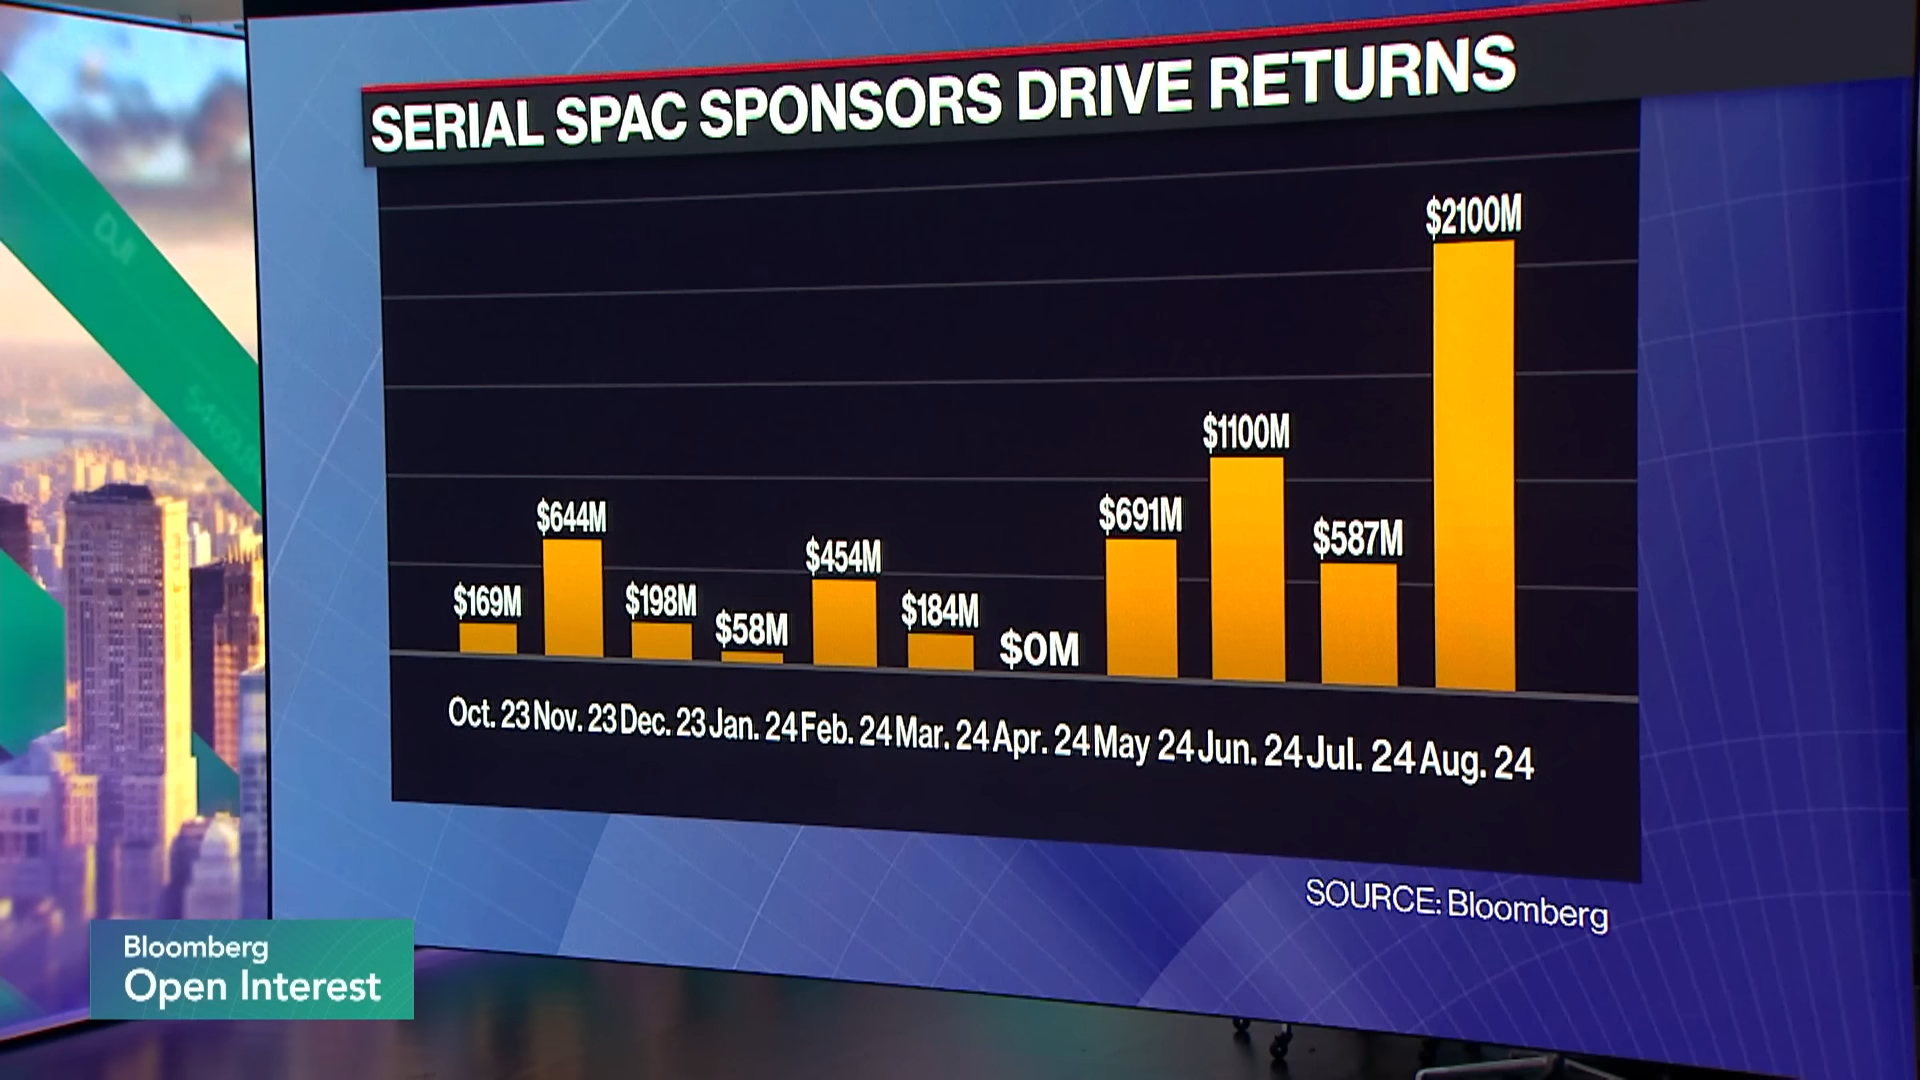 SERIAL SPAC SPONSORS DRIVE RETURNS
$2100M
$1100M
$644M
$691M
$454M
$587M
$169M
$198M
$58M
$184M
$0M
Oct. 23 Nov. 23 Dec. 23 Jan. 24 Feb. 24 Mar. 24 Apr. 24 May 24 Jun. 24 Jul. 24 Aug. 24
SOURCE: Bloomberg
DJI
Bloomberg
Open Interest